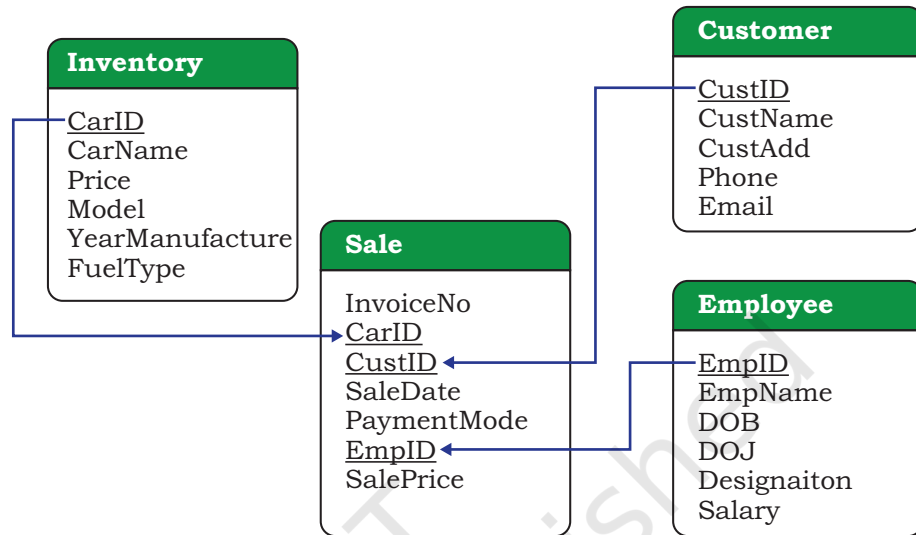 Inventory
CarID
CarName
Price
Model
YearManufacture
FuelType
Sale
InvoiceNo
CarID
CustID
SaleDate
PaymentMode
EmpID
SalePrice
Customer
CustID
CustName
CustAdd
Phone
Email
Employee
EmpID
EmpName
DOB
DOJ
Designaiton
Salary